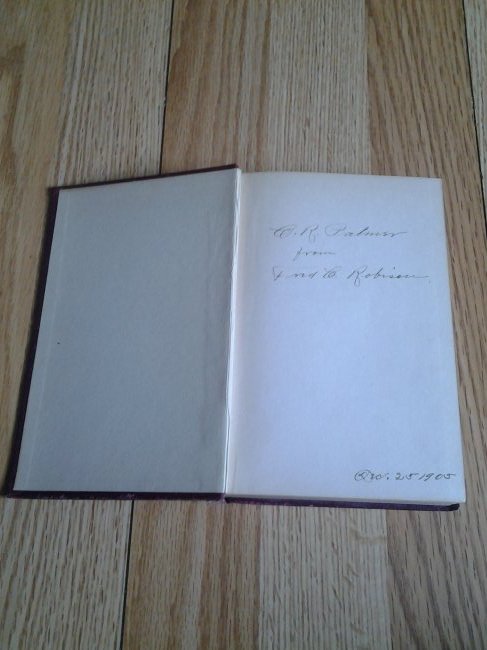 C. K. Palmer
from
Fred C. Robison
Dec. 25 1905